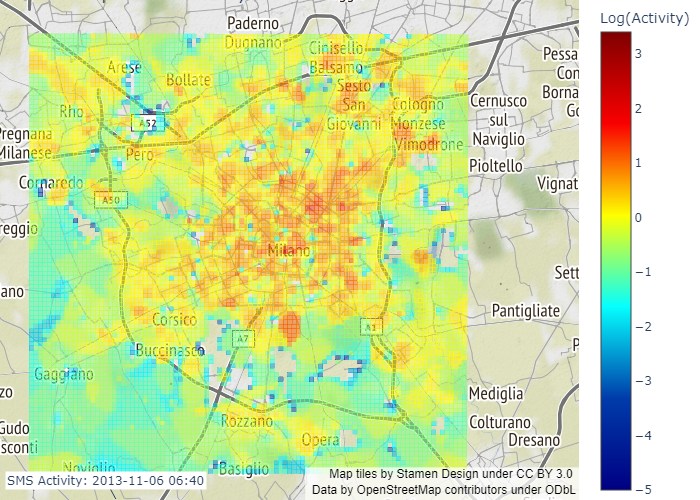 Log(Activity)
3
2
1
0
−1
−2
−3
−4
−5
Paderno
Dugnano
Cinisello
Balsamo
Arese
Bollate
Sesto
San
Giovanni
Cologno
Monzese
Vimodrone
Cernusco
sul
Naviglio
Pessa
Con
Borna
Go
Rho
A52
Pregnana
Milanese
Pero
Pioltello
Cornaredo
Vignat
A50
reggio
Milano
Sett
ano
Pantigliate
Corsico
A7
A1
Buccinasco
P
Gaggiano
Mediglia
zo
Rozzano
Colturano
Gudo
sconti
Opera
Dresano
Noviglio
Basiglio
SMS Activity: 2013-11-06 06:40
Map tiles by Stamen Design under CC BY 3.0
Data by OpenStreetMap contributors under ODbL